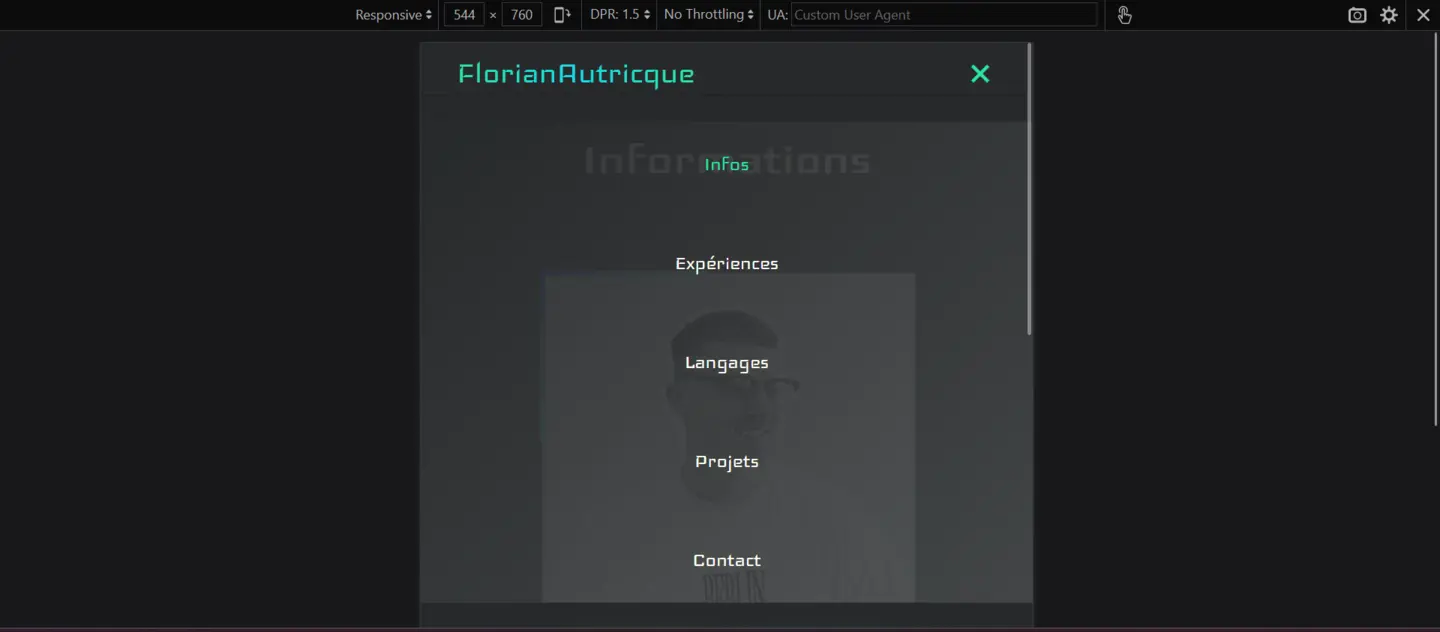 Responsive 544 × 760 DPR: 1.5 No Throttling UA: Custom User Agent
FlorianAutricque
Informations
Infos
Expériences
Langages
Projets
Contact